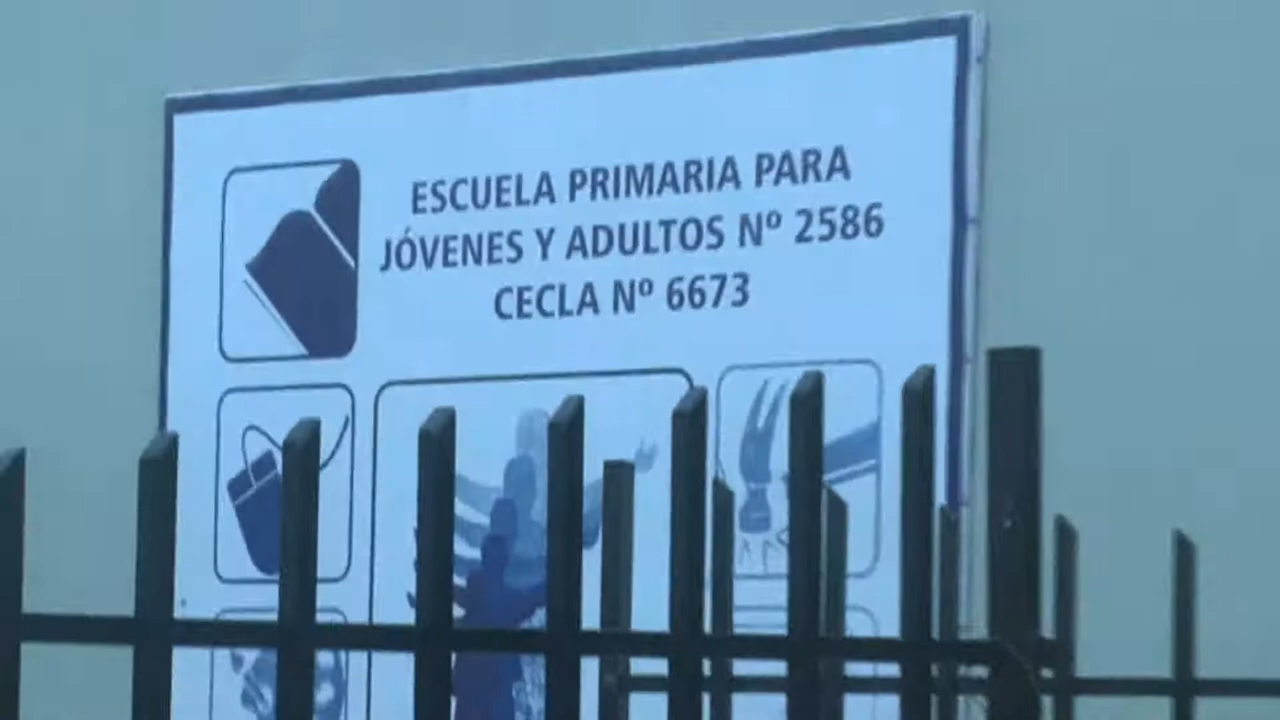 ESCUELA PRIMARIA PARA
JÓVENES Y ADULTOS Nº 2586
CECLA Nº 6673